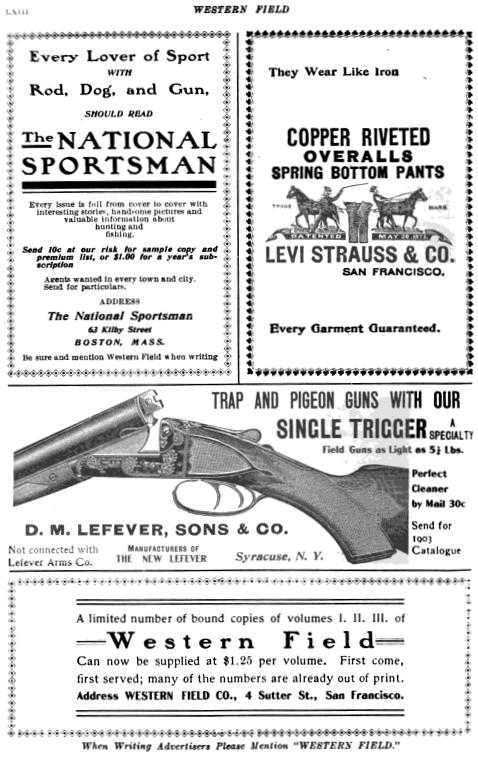 LXIII
WESTERN FIELD
Every Lover of Sport
WITH
Rod, Dog, and Gun,
SHOULD READ
The NATIONAL
SPORTSMAN
Every issue is full from cover to cover with
interesting stories, handsome pictures and
valuable information about
hunting and
fishing.
Send 10c at our risk for sample copy and
premium list, or $1.00 for a year's sub-
scription
Agents wanted in every town and city.
Send for particulars.
ADDRESS
The National Sportsman
63 Kilby Street
BOSTON, MASS.
Be sure and mention Western Field when writing
They Wear Like Iron
COPPER RIVETED
OVERALLS
SPRING BOTTOM PANTS
TRADE MARK
PATENTED MAY 20 1873
LEVI STRAUSS & CO.
SAN FRANCISCO.
Every Garment Guaranteed.
TRAP AND PIGEON GUNS WITH OUR
SINGLE TRIGGER A SPECIALTY
Field Guns as Light as 5½ Lbs.
Perfect
Cleaner
by Mail 30c
Send for
1903
Catalogue
D. M. LEFEVER, SONS & CO.
Not connected with
Lefever Arms Co.
MANUFACTURERS OF
THE NEW LEFEVER
Syracuse, N. Y.
A limited number of bound copies of volumes I. II. III. of
Western Field
Can now be supplied at $1.25 per volume. First come,
first served; many of the numbers are already out of print.
Address WESTERN FIELD CO., 4 Sutter St., San Francisco.
When Writing Advertisers Please Mention "WESTERN FIELD."